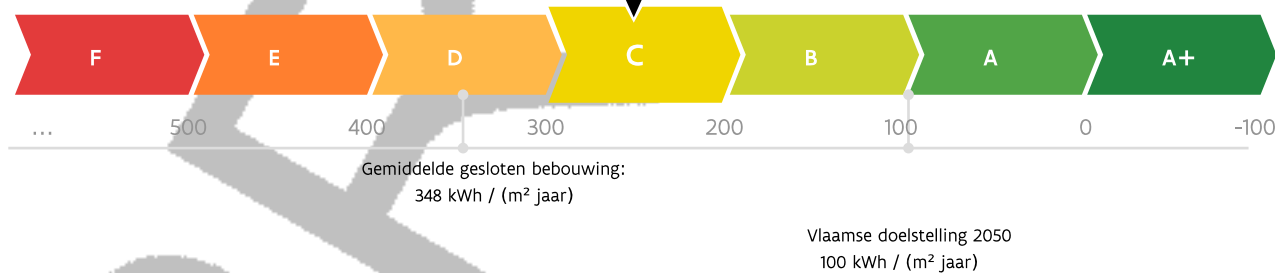 F E D C B A A+
... 500 400 300 200 100 0 -100
Gemiddelde gesloten bebouwing:
348 kWh / (m² jaar)
Vlaamse doelstelling 2050
100 kWh / (m² jaar)